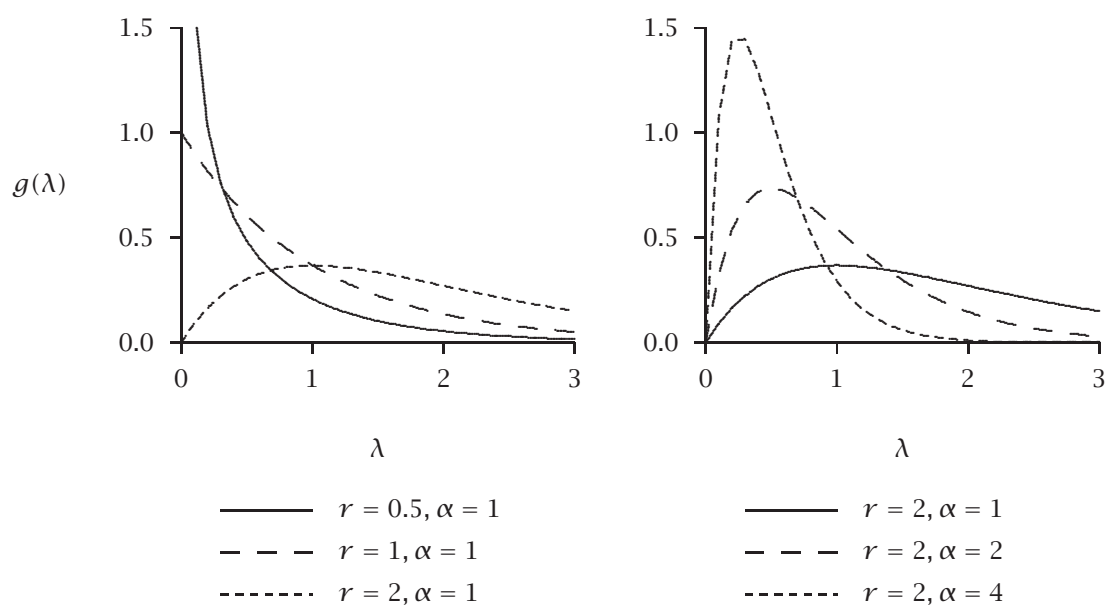 1.5
1.0
g(λ)
0.5
0.0
0 1 2 3
λ
r = 0.5, α = 1
r = 1, α = 1
r = 2, α = 1
1.5
1.0
0.5
0.0
0 1 2 3
λ
r = 2, α = 1
r = 2, α = 2
r = 2, α = 4